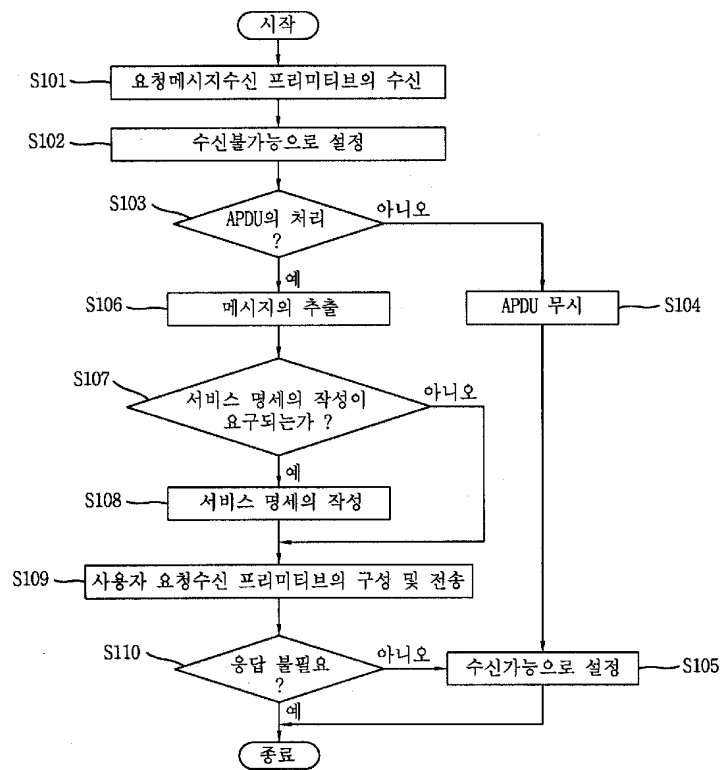 시작
S101
요청메시지수신 프리미티브의 수신
S102
수신불가능으로 설정
S103
APDU의 처리
?
아니오
예
S106
메시지의 추출
APDU 무시
S104
S107
서비스 명세의 작성이
요구되는가 ?
아니오
예
S108
서비스 명세의 작성
S109
사용자 요청수신 프리미티브의 구성 및 전송
S110
응답 불필요
?
아니오
수신가능으로 설정
S105
예
종료